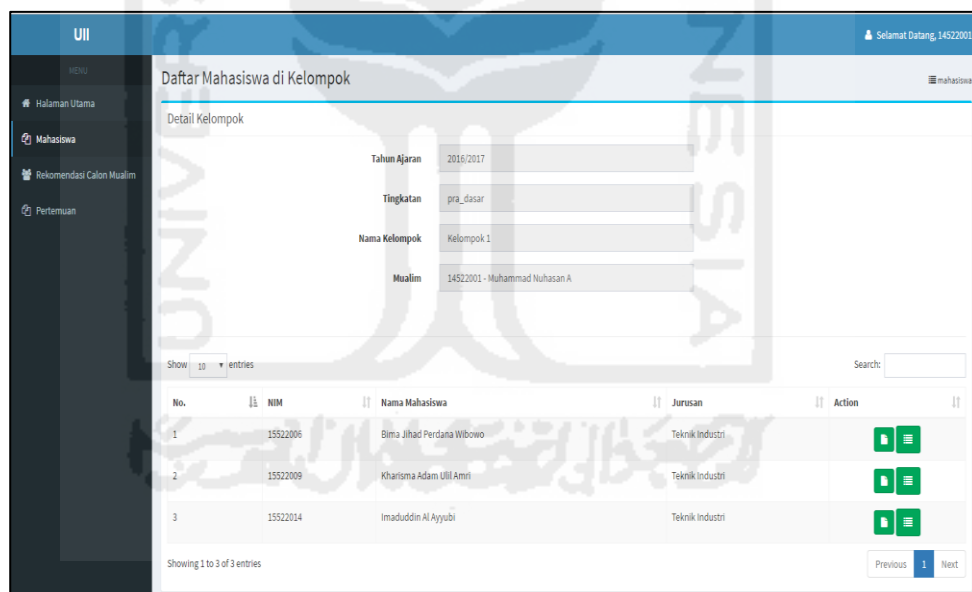 UII
Selamat Datang, 14522001
MENU
Daftar Mahasiswa di Kelompok
mahasiswa
Halaman Utama
Detail Kelompok
Mahasiswa
Tahun Ajaran 2016/2017
Rekomendasi Calon Mualim
Tingkatan pra_dasar
Pertemuan
Nama Kelompok Kelompok 1
Mualim 14522001 - Muhammad Nuhasan A
Show 10 entries
Search:
No. NIM Nama Mahasiswa Jurusan Action
1 15522006 Bima Jihad Perdana Wibowo Teknik Industri
2 15522009 Kharisma Adam Ulil Amri Teknik Industri
3 15522014 Imaduddin Al Ayyubi Teknik Industri
Showing 1 to 3 of 3 entries
Previous 1 Next